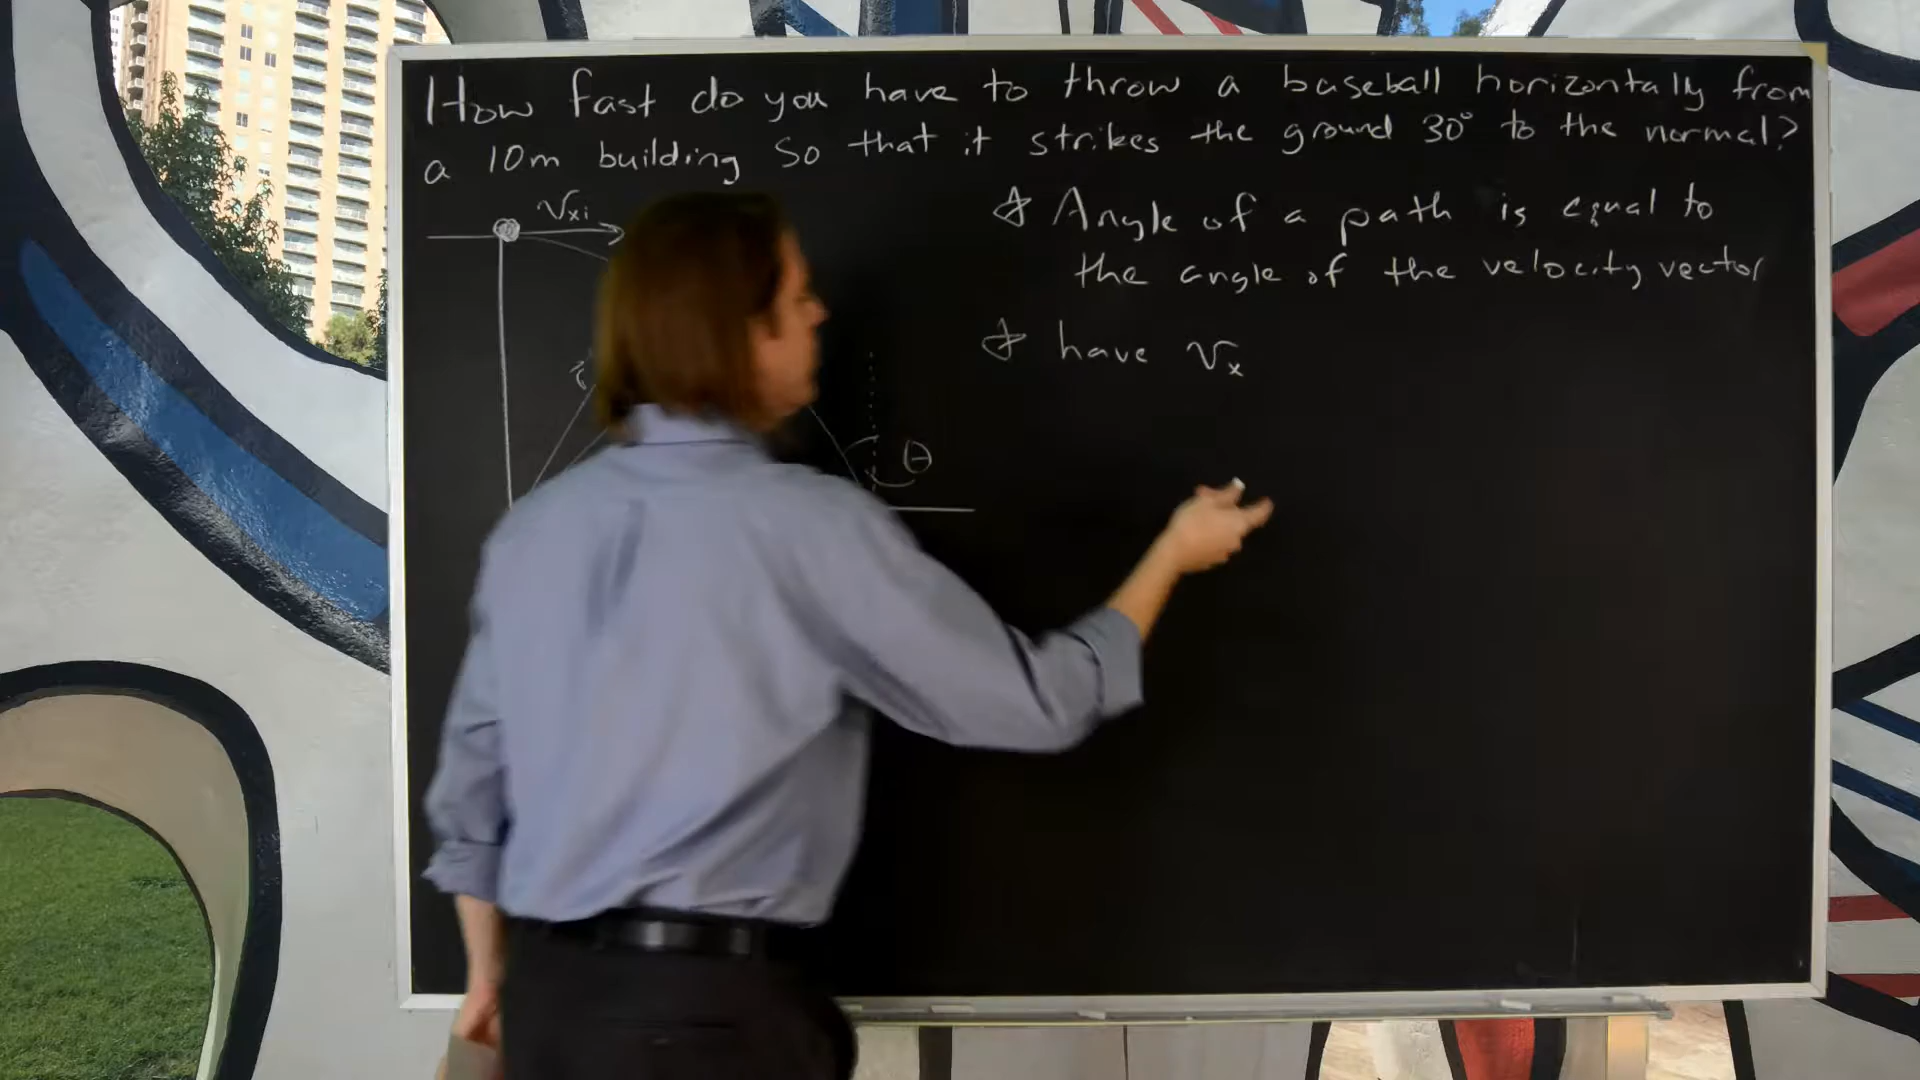 How fast do you have to throw a baseball horizontally from
a 10m building so that it strikes the ground 30° to the normal?
Vxi
* Angle of a path is equal to
the angle of the velocity vector
* have Vx
θ